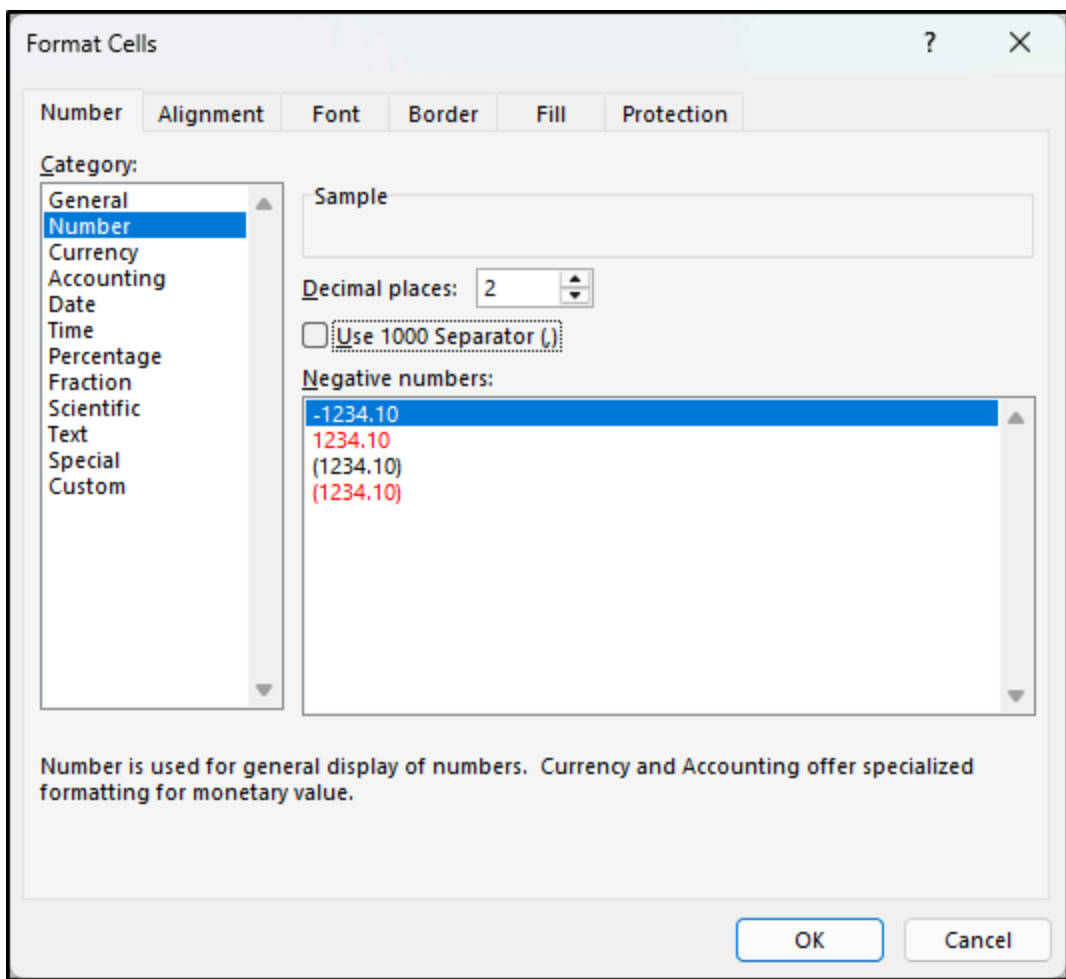 Format Cells ?
Number Alignment Font Border Fill Protection
Category:
General
Number
Currency
Accounting
Date
Time
Percentage
Fraction
Scientific
Text
Special
Custom
Sample
Decimal places: 2
Use 1000 Separator (,)
Negative numbers:
-1234.10
1234.10
(1234.10)
(1234.10)
Number is used for general display of numbers.  Currency and Accounting offer specialized
formatting for monetary value.
OK Cancel